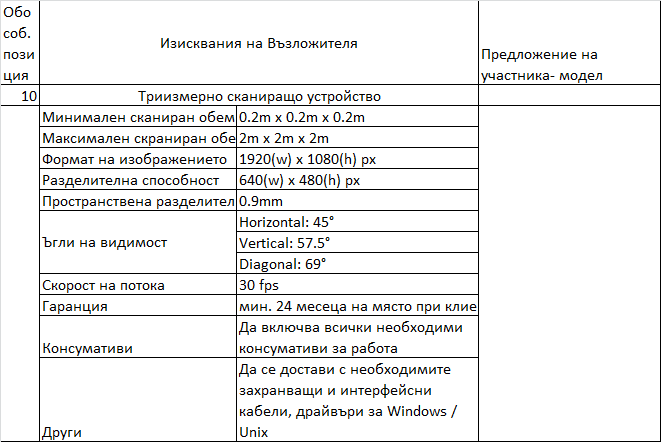 Обо
соб.
пози
ция
Изисквания на Възложителя
Предложение на
участника- модел
10 Триизмерно сканиращо устройство
Минимален сканиран обем 0.2m x 0.2m x 0.2m
Максимален скраниран обе 2m x 2m x 2m
Формат на изображението 1920(w) x 1080(h) px
Разделителна способност 640(w) x 480(h) px
Пространствена разделител 0.9mm
Ъгли на видимост
Horizontal: 45°
Vertical: 57.5°
Diagonal: 69°
Скорост на потока 30 fps
Гаранция мин. 24 месеца на място при клие
Консумативи
Да включва всички необходими
консумативи за работа
Други
Да се достави с необходимите
захранващи и интерфейсни
кабели, драйвъри за Windows /
Unix